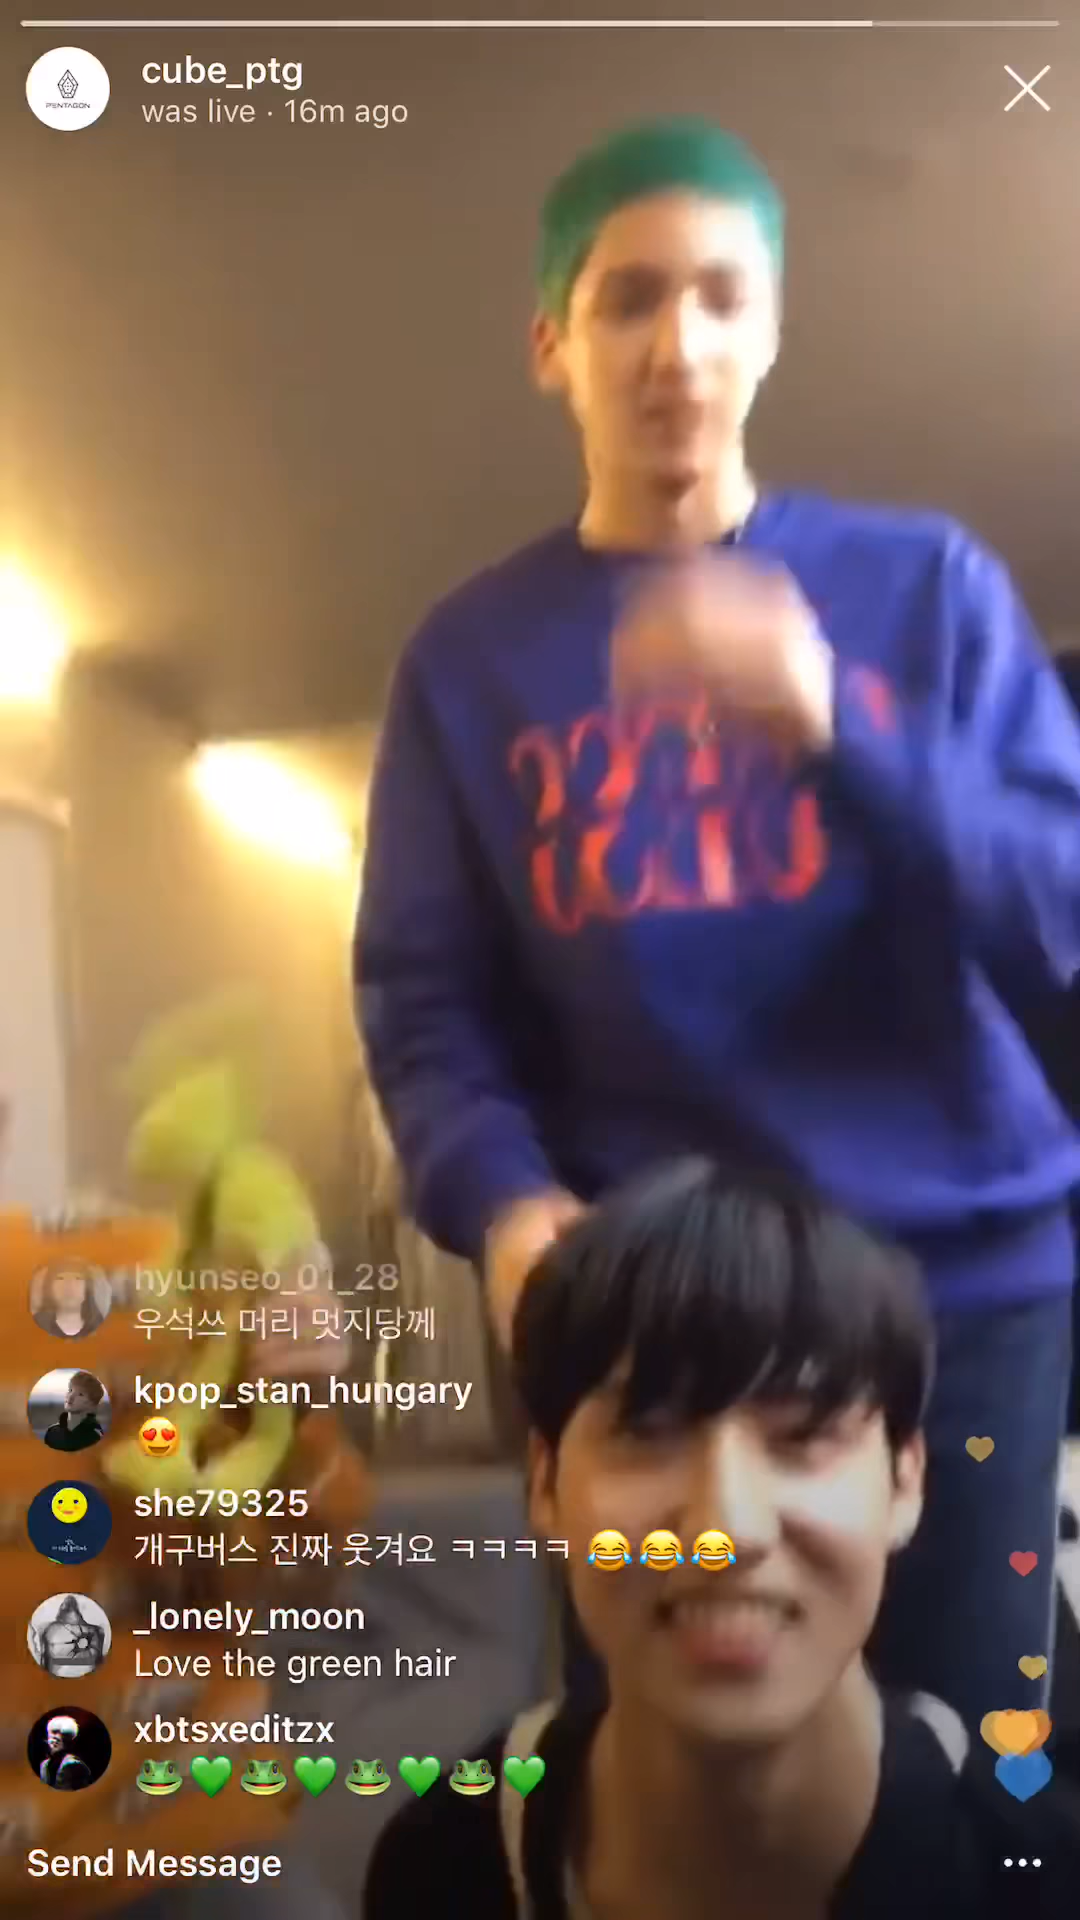 cube_ptg
was live · 16m ago
PENTAGON
hyunseo_01_28
우석쓰 머리 멋지당께
kpop_stan_hungary
😍
she79325
개구버스 진짜 웃겨요 ㅋㅋㅋㅋ 😂😂😂
_lonely_moon
Love the green hair
xbtsxeditzx
🐸💚🐸💚🐸💚🐸💚
Send Message